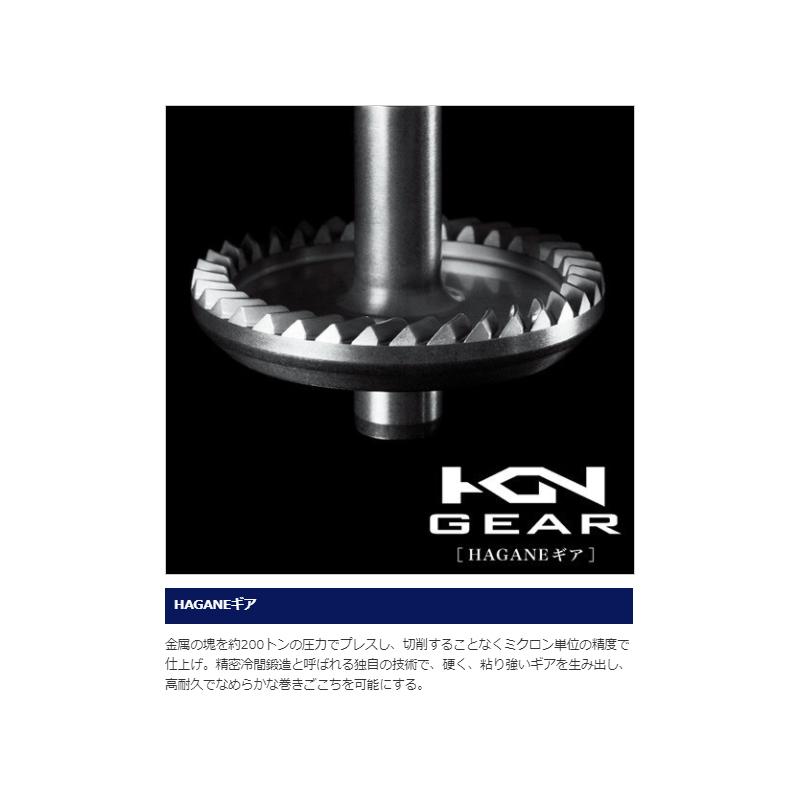 HGN
GEAR
[HAGANEギア]
HAGANEギア
金属の塊を約200トンの圧力でプレスし、切削することなくミクロン単位の精度で
仕上げ。精密冷間鍛造と呼ばれる独自の技術で、硬く、粘り強いギアを生み出し、
高耐久でなめらかな巻きごこちを可能にする。